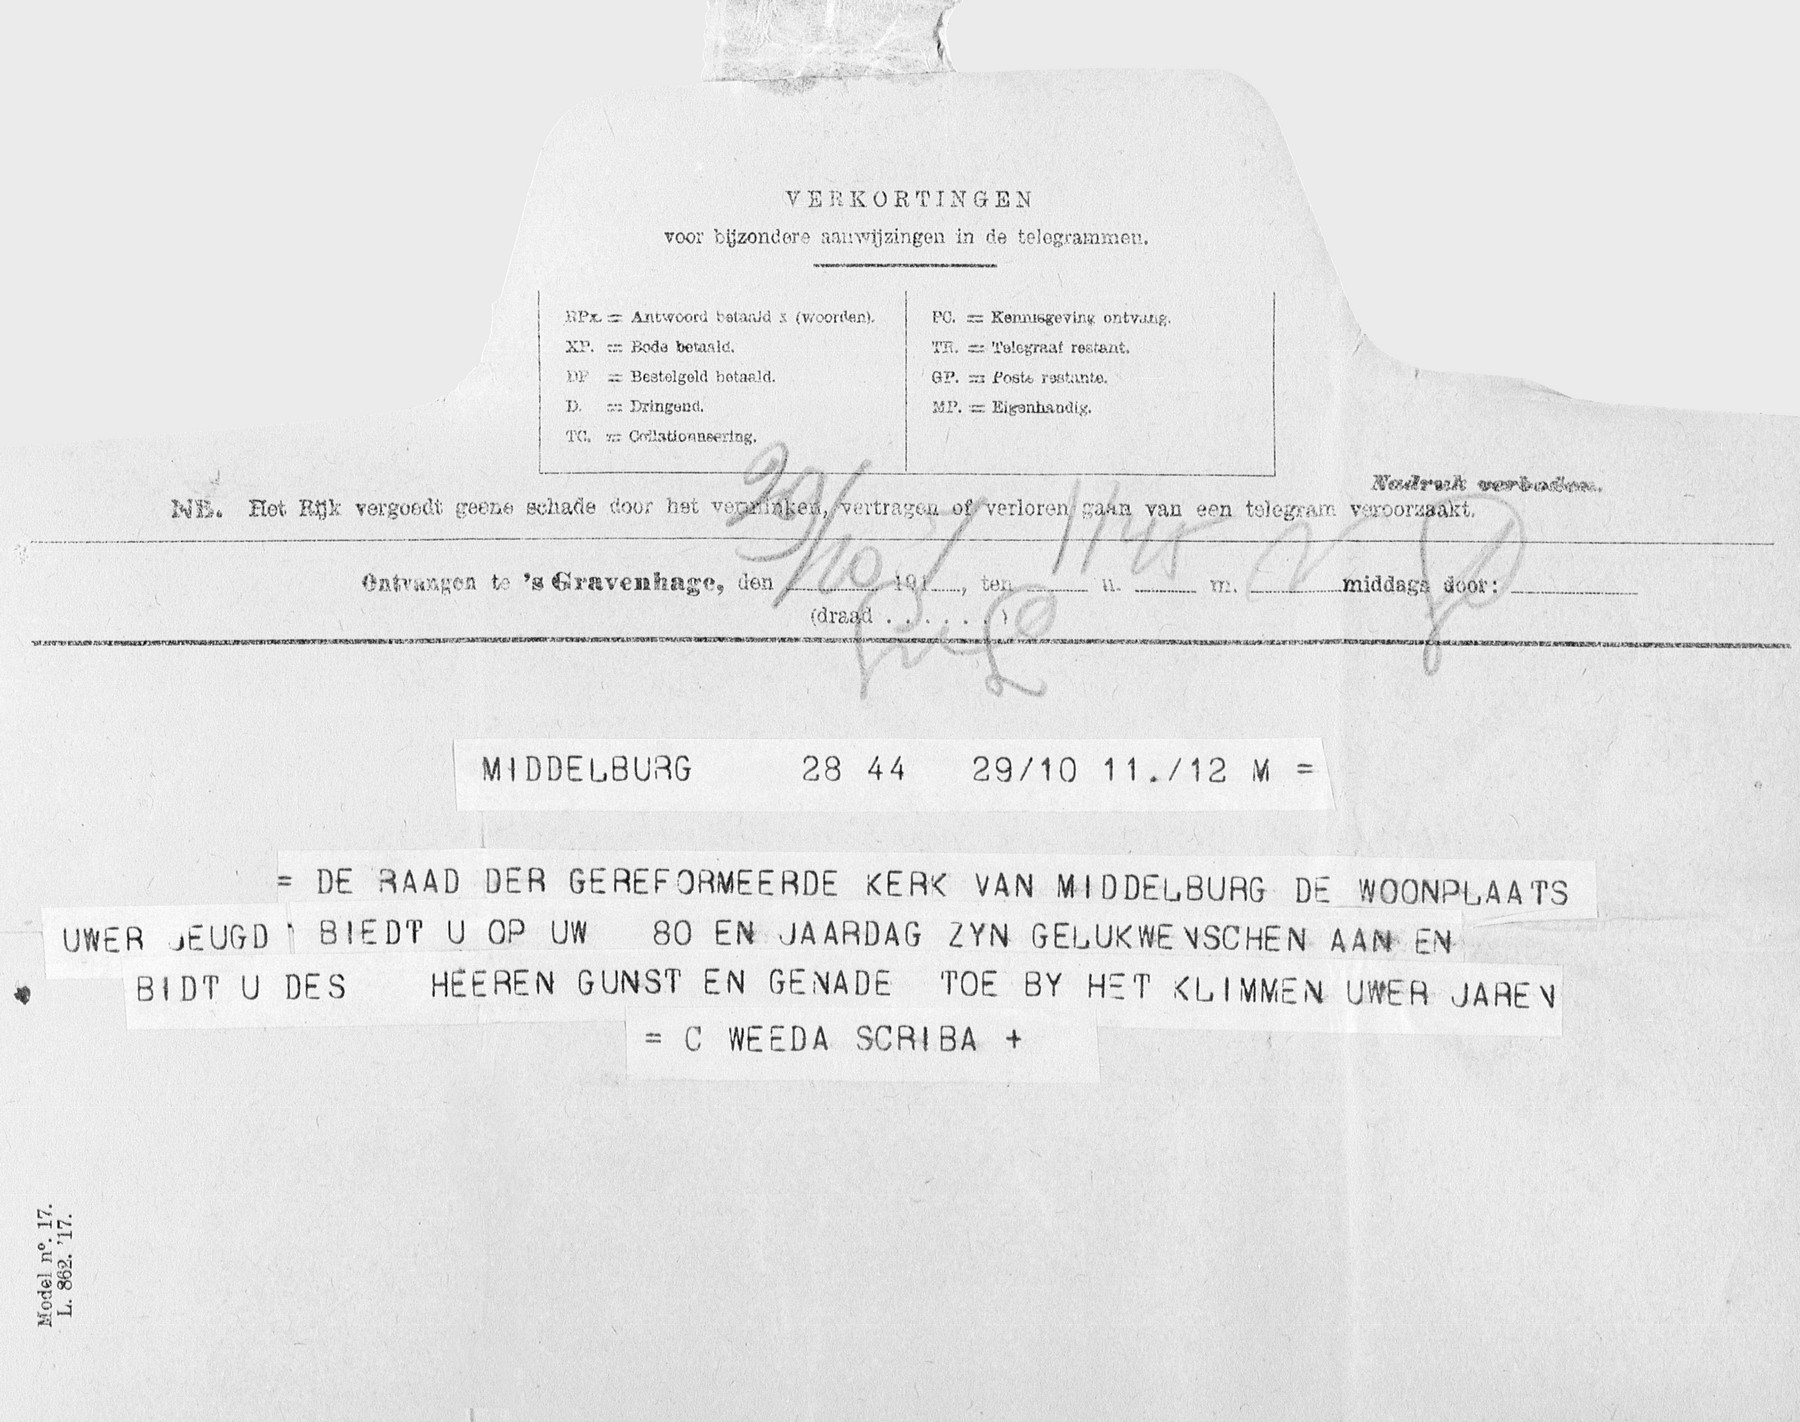 VERKORTINGEN
voor bijzondere aanwijzingen in de telegrammen.
RPx. = Antwoord betaald x (woorden).
XP. = Bode betaald.
DP = Bestelgeld betaald.
D. = Dringend.
TC. = Collationneering.
PC. = Kennisgeving ontvang.
TR. = Telegraaf restant.
GP. = Poste restante.
MP. = Eigenhandig.
Nadruk verboden.
NB. Het Rijk vergoedt geene schade door het verminken, vertragen of verloren gaan van een telegram veroorzaakt.
29/10 1145
Ontvangen te 's Gravenhage, den 191, ten u. m. middags door:
(draad . . . . . . )
MIDDELBURG 28 44 29/10 11./12 M =
= DE RAAD DER GEREFORMEERDE KERK VAN MIDDELBURG DE WOONPLAATS
UWER JEUGD BIEDT U OP UW 80 EN JAARDAG ZYN GELUKWENSCHEN AAN EN
BIDT U DES HEEREN GUNST EN GENADE TOE BY HET KLIMMEN UWER JAREN
= C WEEDA SCRIBA +
Model nº. 17.
L. 862. '17.